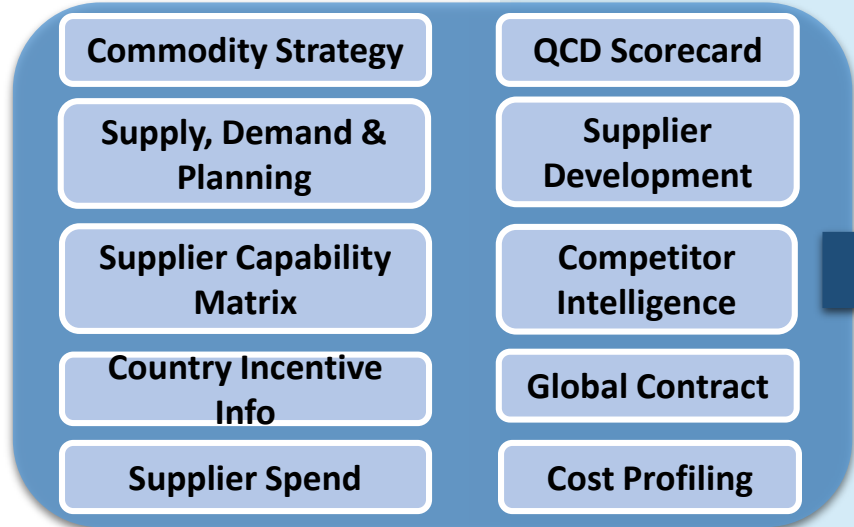 Commodity Strategy
QCD Scorecard
Supply, Demand &
Planning
Supplier
Development
Supplier Capability
Matrix
Competitor
Intelligence
Country Incentive
Info
Global Contract
Supplier Spend
Cost Profiling